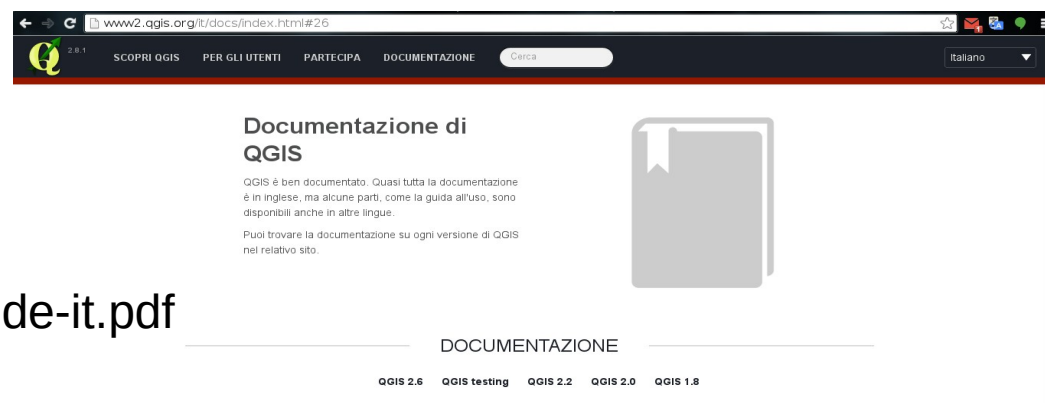 www2.qgis.org/it/docs/index.html#26
2.8.1 SCOPRI QGIS PER GLI UTENTI PARTECIPA DOCUMENTAZIONE Cerca Italiano
Documentazione di
QGIS
QGIS è ben documentato. Quasi tutta la documentazione
è in inglese, ma alcune parti, come la guida all'uso, sono
disponibili anche in altre lingue.
Puoi trovare la documentazione su ogni versione di QGIS
nel relativo sito.
de-it.pdf
DOCUMENTAZIONE
QGIS 2.6 QGIS testing QGIS 2.2 QGIS 2.0 QGIS 1.8